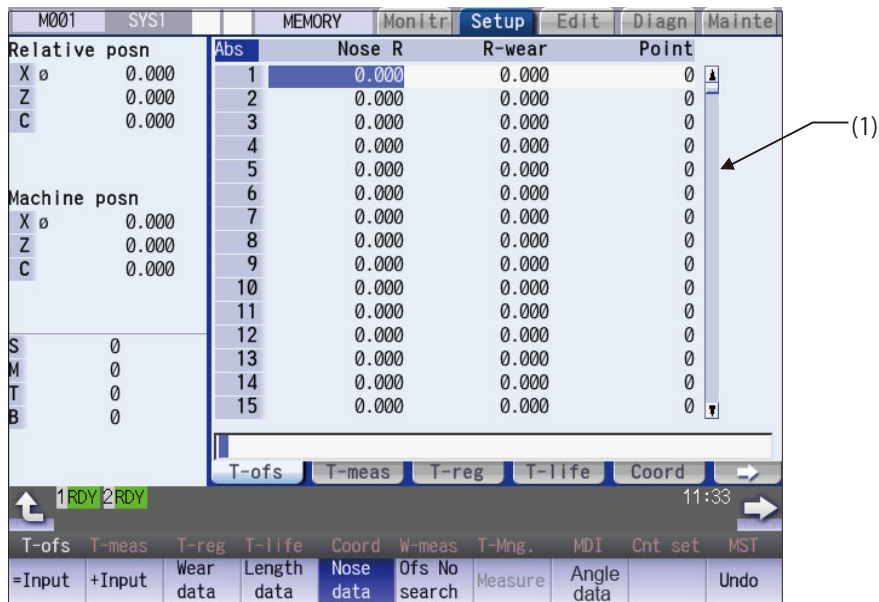 M001 SYS1 MEMORY Monitr Setup Edit Diagn Mainte
Relative posn
X ø 0.000
Z 0.000
C 0.000
Machine posn
X ø 0.000
Z 0.000
C 0.000
S 0
M 0
T 0
B 0
Abs Nose R R-wear Point
1 0.000 0.000 0
2 0.000 0.000 0
3 0.000 0.000 0
4 0.000 0.000 0
5 0.000 0.000 0
6 0.000 0.000 0
7 0.000 0.000 0
8 0.000 0.000 0
9 0.000 0.000 0
10 0.000 0.000 0
11 0.000 0.000 0
12 0.000 0.000 0
13 0.000 0.000 0
14 0.000 0.000 0
15 0.000 0.000 0
(1)
T-ofs T-meas T-reg T-life Coord
1 RDY 2 RDY 11:33
T-ofs T-meas T-reg T-life Coord W-meas T-Mng. MDI Cnt set MST
=Input +Input Wear data Length data Nose data Ofs No search Measure Angle data Undo